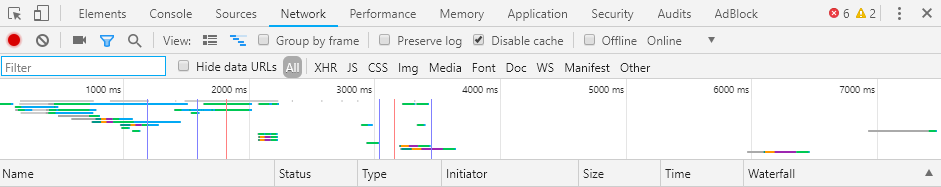 Elements Console Sources Network Performance Memory Application Security Audits AdBlock 6 2
View: Group by frame Preserve log Disable cache Offline Online
Filter Hide data URLs All XHR JS CSS Img Media Font Doc WS Manifest Other
1000 ms 2000 ms 3000 ms 4000 ms 5000 ms 6000 ms 7000 ms
Name Status Type Initiator Size Time Waterfall